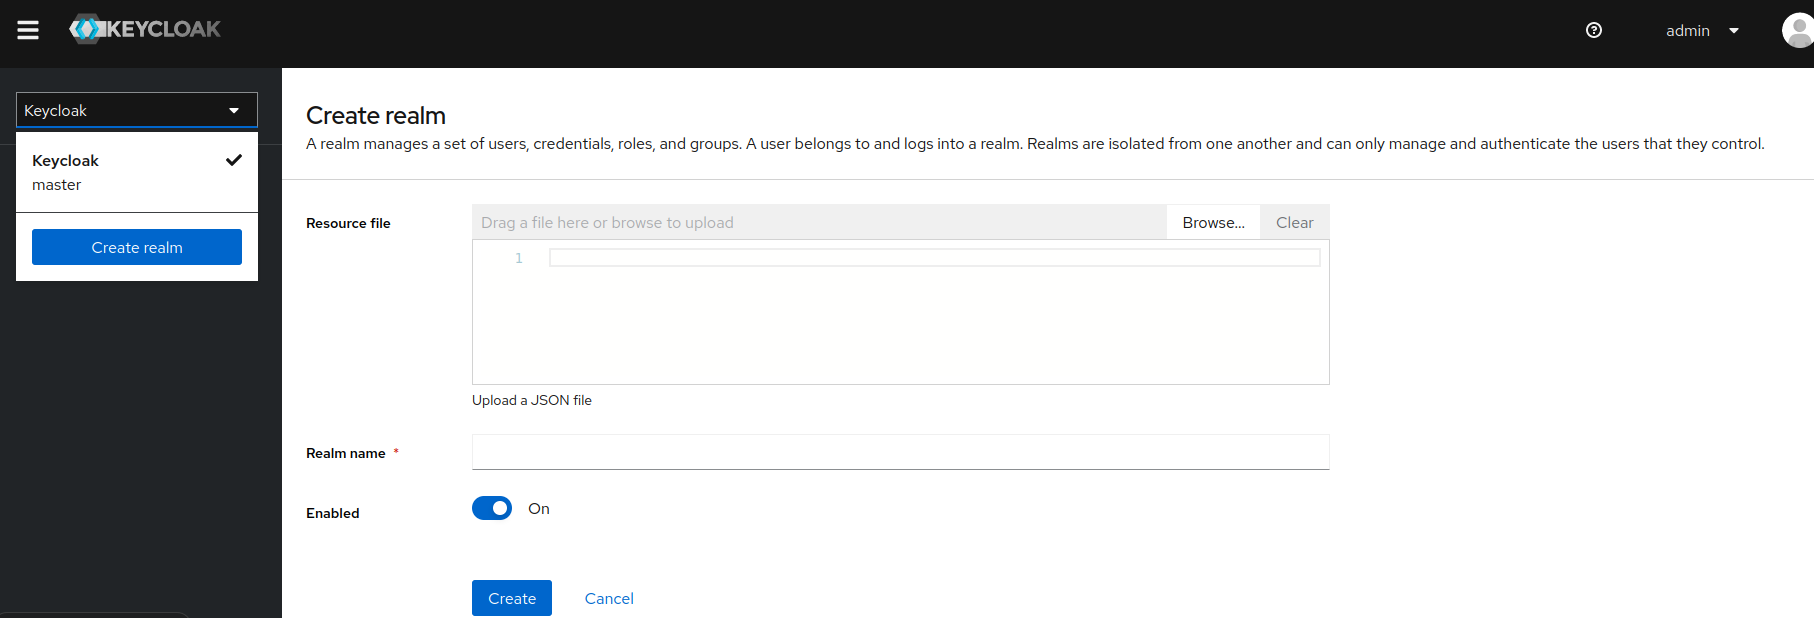 KEYCLOAK
admin
Keycloak
Keycloak
master
Create realm
Create realm
A realm manages a set of users, credentials, roles, and groups. A user belongs to and logs into a realm. Realms are isolated from one another and can only manage and authenticate the users that they control.
Resource file
Drag a file here or browse to upload
Browse...
Clear
1
Upload a JSON file
Realm name *
Enabled
On
Create
Cancel